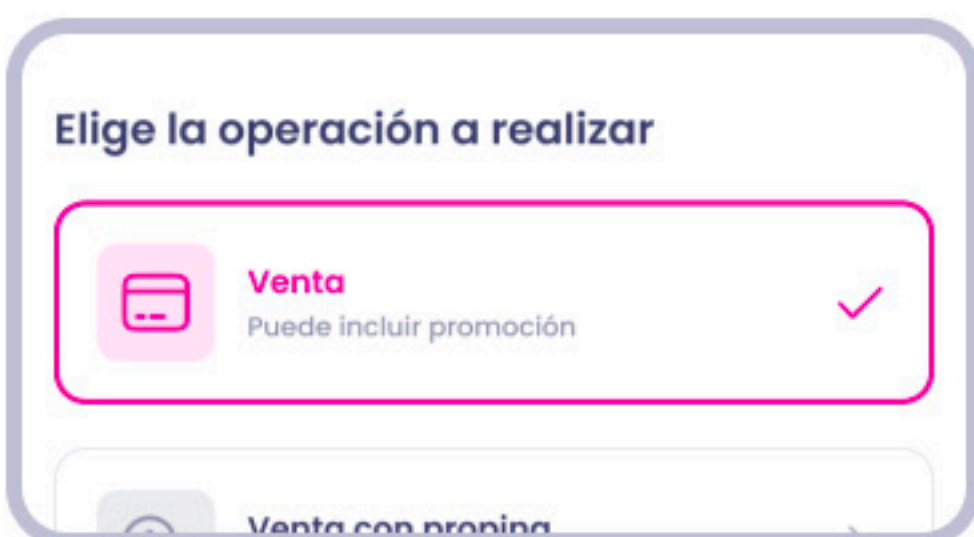 Elige la operación a realizar
Venta
Puede incluir promoción
Venta con propina